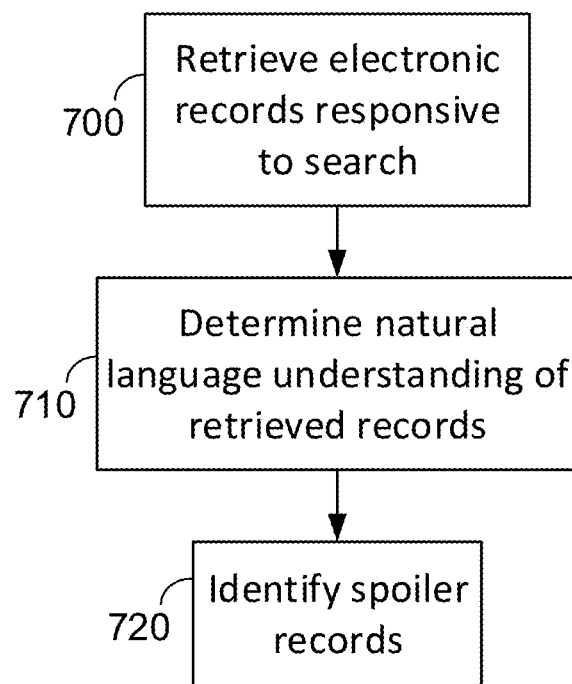 Retrieve electronic
records responsive
to search
700
Determine natural
language understanding of
retrieved records
710
Identify spoiler
records
720